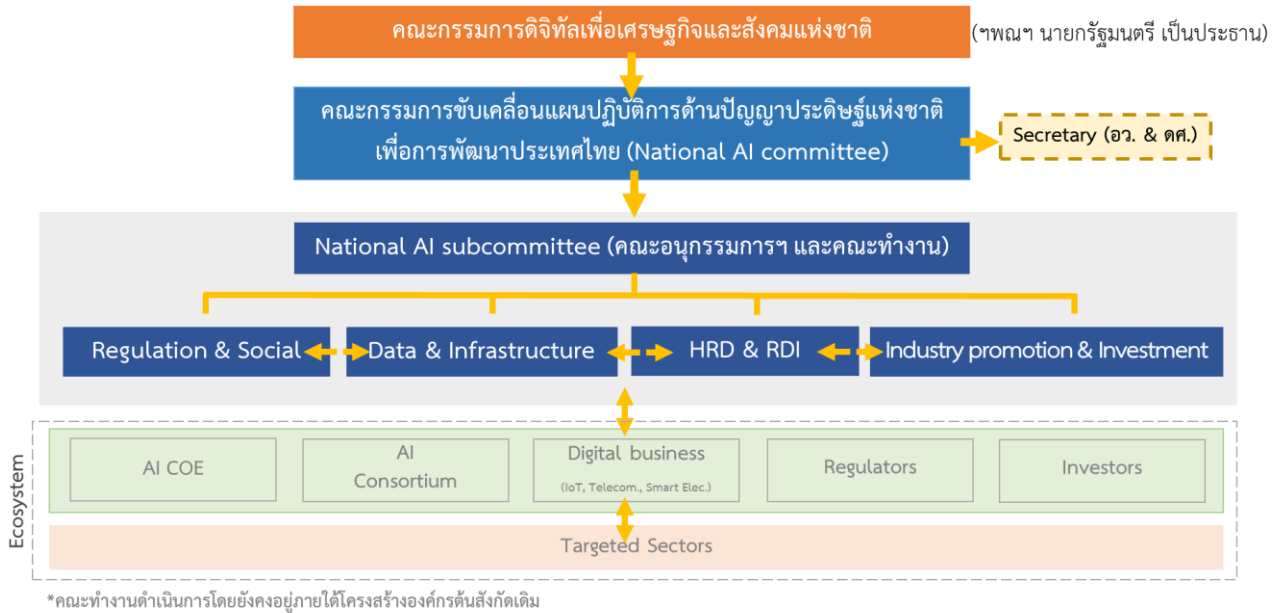 คณะกรรมการดิจิทัลเพื่อเศรษฐกิจและสังคมแห่งชาติ
(ฯพณฯ นายกรัฐมนตรี เป็นประธาน)
คณะกรรมการขับเคลื่อนแผนปฏิบัติการด้านปัญญาประดิษฐ์แห่งชาติ
เพื่อการพัฒนาประเทศไทย (National AI committee)
Secretary (อว. & ดศ.)
National AI subcommittee (คณะอนุกรรมการฯ และคณะทำงาน)
Regulation & Social
Data & Infrastructure
HRD & RDI
Industry promotion & Investment
Ecosystem
AI COE
AI
Consortium
Digital business
(IoT, Telecom., Smart Elec.)
Regulators
Investors
Targeted Sectors
*คณะทำงานดำเนินการโดยยังคงอยู่ภายใต้โครงสร้างองค์กรต้นสังกัดเดิม